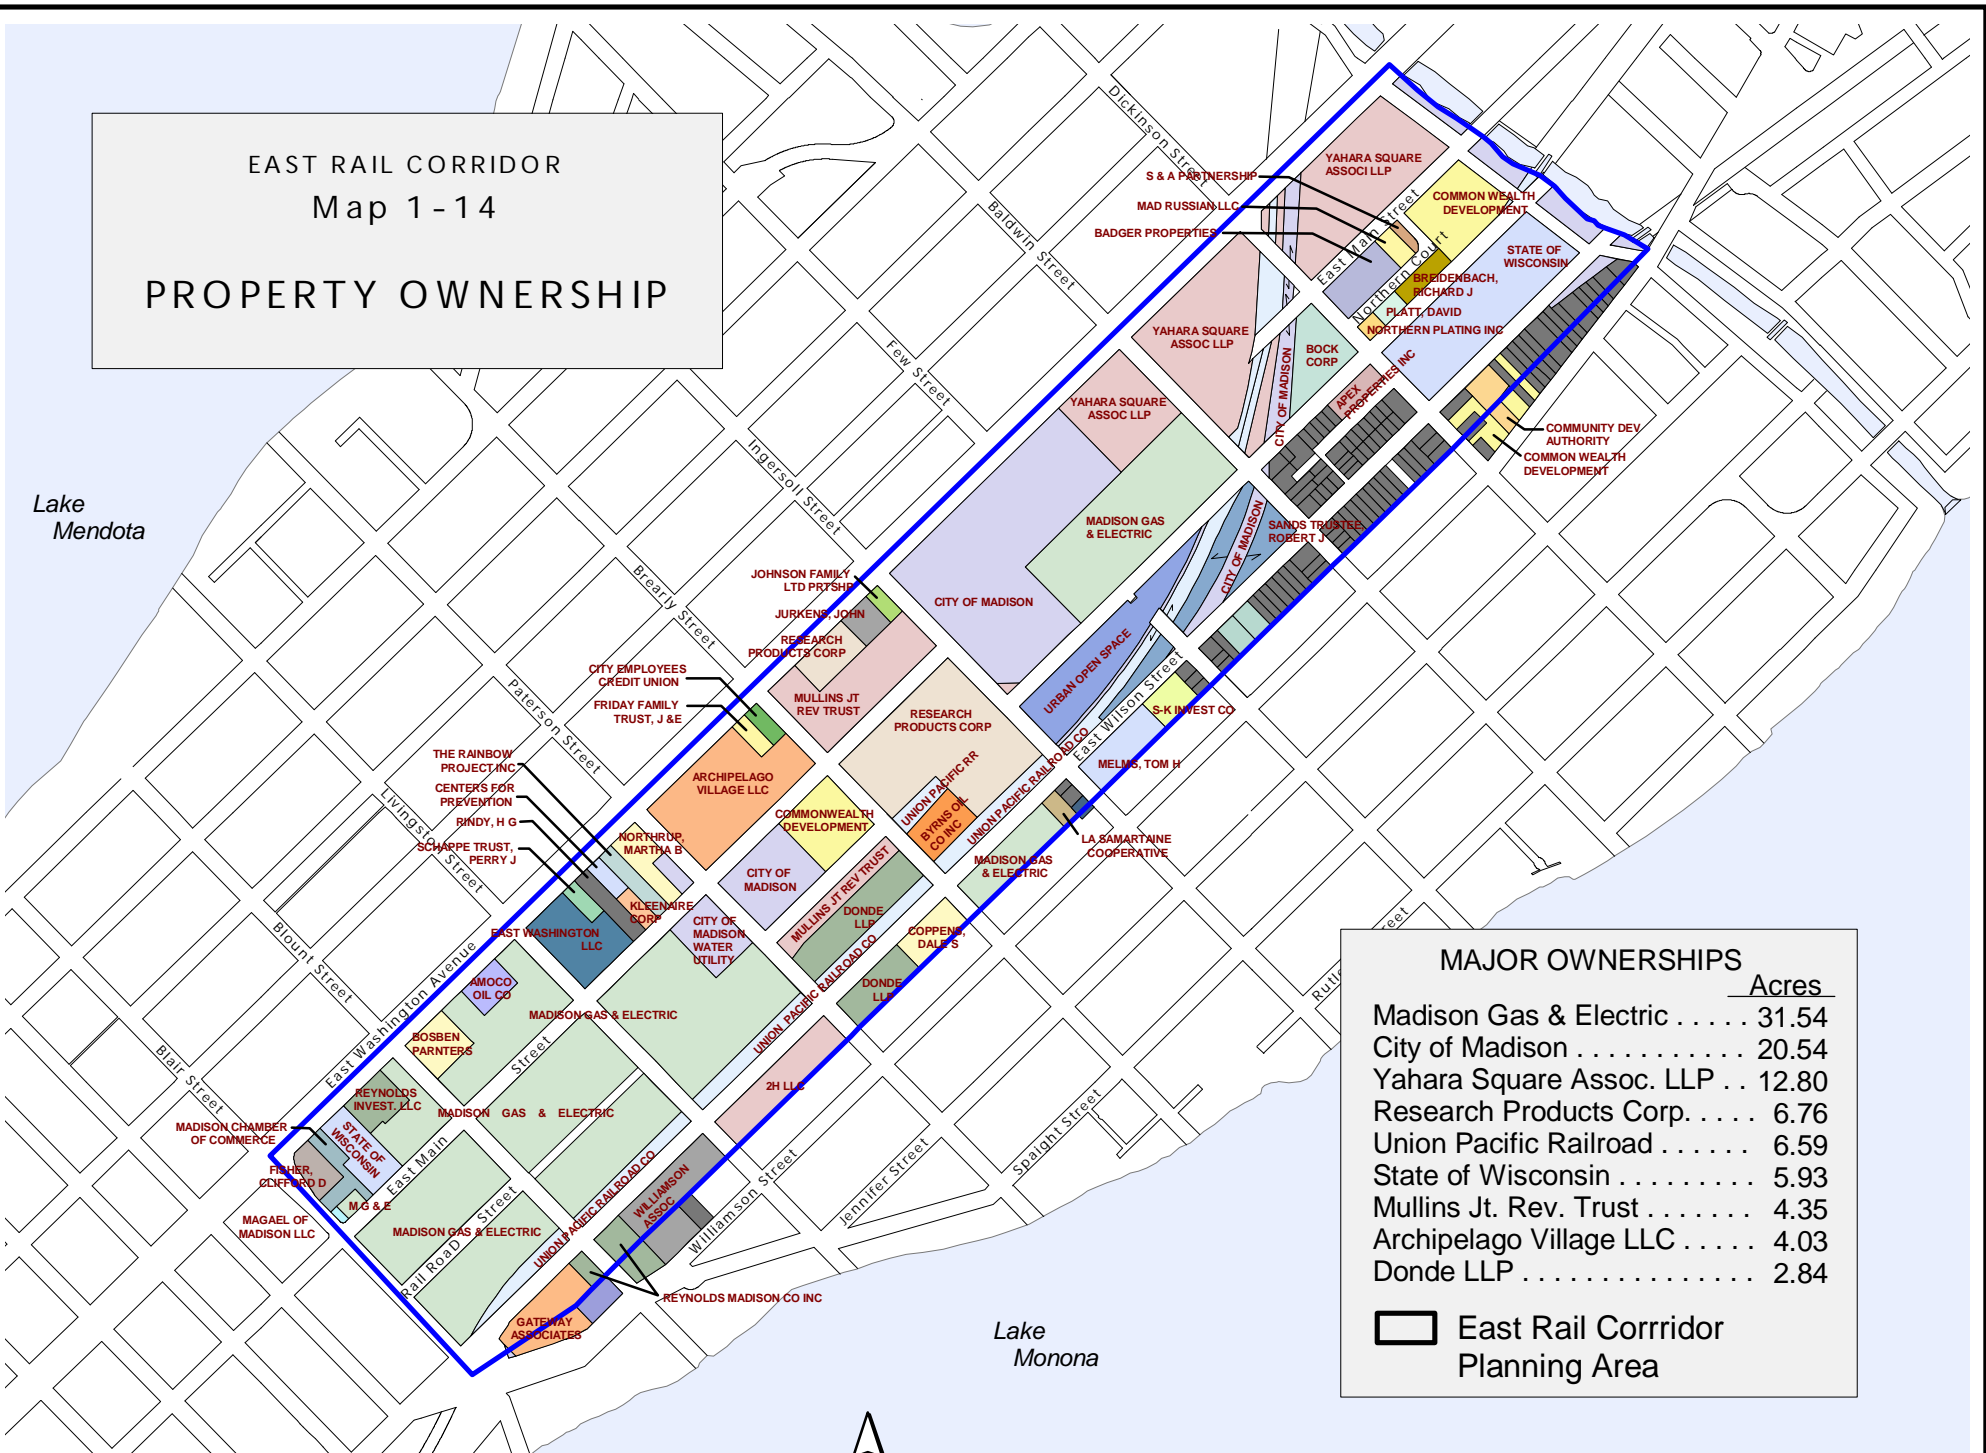 EAST RAIL CORRIDOR
Map 1-14
PROPERTY OWNERSHIP
Lake
Mendota
Dickinson Street
Baldwin Street
Few Street
Ingersoll Street
Brearly Street
Paterson Street
Livingston Street
Blount Street
Blair Street
East Washington Avenue
S & A PARTNERSHIP
MAD RUSSIAN LLC
BADGER PROPERTIES
YAHARA SQUARE
ASSOCI LLP
East Main Street
Northern Court
COMMON WEALTH
DEVELOPMENT
STATE OF
WISCONSIN
BREIDENBACH,
RICHARD J
PLATT, DAVID
NORTHERN PLATING INC
YAHARA SQUARE
ASSOC LLP
CITY OF MADISON
BOCK
CORP
APEX
PROPERTIES INC
YAHARA SQUARE
ASSOC LLP
COMMUNITY DEV
AUTHORITY
COMMON WEALTH
DEVELOPMENT
MADISON GAS
& ELECTRIC
CITY OF MADISON
SANDS TRUSTEE,
ROBERT J
CITY OF MADISON
JOHNSON FAMILY
LTD PRTSHP
JURKENS, JOHN
RESEARCH
PRODUCTS CORP
MULLINS JT
REV TRUST
URBAN OPEN SPACE
East Wilson Street
S-K INVEST CO
MELMS, TOM H
CITY EMPLOYEES
CREDIT UNION
FRIDAY FAMILY
TRUST, J &E
RESEARCH
PRODUCTS CORP
UNION PACIFIC RR
BYRNS OIL
CO INC
UNION PACIFIC RAILROAD CO
LA SAMARTAINE
COOPERATIVE
MADISON GAS
& ELECTRIC
ARCHIPELAGO
VILLAGE LLC
COMMONWEALTH
DEVELOPMENT
CITY OF
MADISON
MULLINS JT REV TRUST
DONDE
LLP
UNION PACIFIC RAILROAD CO
COPPENS,
DALE S
DONDE
LLP
THE RAINBOW
PROJECT INC
CENTERS FOR
PREVENTION
RINDY, H G
SCHAPPE TRUST,
PERRY J
NORTHRUP,
MARTHA B
KLEENAIRE
CORP
CITY OF
MADISON
WATER
UTILITY
EAST WASHINGTON
LLC
AMOCO
OIL CO
MADISON GAS & ELECTRIC
BOSBEN
PARNTERS
REYNOLDS
INVEST. LLC
East Main Street
MADISON GAS & ELECTRIC
2H LLC
MADISON CHAMBER
OF COMMERCE
STATE OF
WISCONSIN
FISHER,
CLIFFORD D
M G & E
MAGAEL OF
MADISON LLC
MADISON GAS & ELECTRIC
Rail RoaD Street
UNION PACIFIC RAILROAD CO
WILLIAMSON
ASSOC
Williamson Street
Jennifer Street
Spaight Street
REYNOLDS MADISON CO INC
GATEWAY
ASSOCIATES
Lake
Monona
MAJOR OWNERSHIPS
Acres
Madison Gas & Electric . . . . . 31.54
City of Madison . . . . . . . . . . . 20.54
Yahara Square Assoc. LLP . . 12.80
Research Products Corp. . . . . 6.76
Union Pacific Railroad . . . . . . 6.59
State of Wisconsin . . . . . . . . . 5.93
Mullins Jt. Rev. Trust . . . . . . . 4.35
Archipelago Village LLC . . . . . 4.03
Donde LLP . . . . . . . . . . . . . . . 2.84
East Rail Corrridor
Planning Area